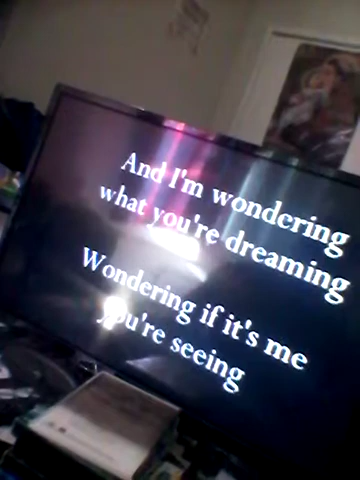 And I'm wondering
what you're dreaming
Wondering if it's me
you're seeing